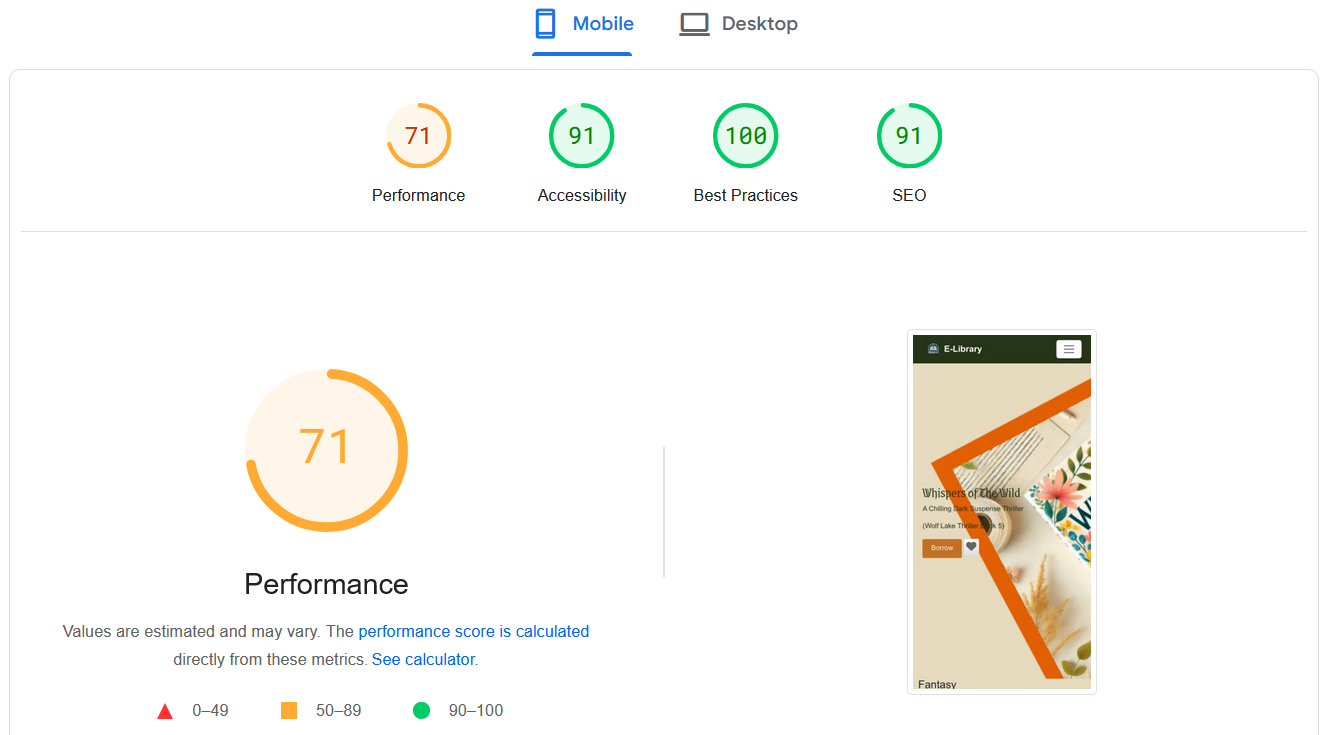 Mobile Desktop
71 91 100 91
Performance Accessibility Best Practices SEO
71
Performance
Values are estimated and may vary. The performance score is calculated
directly from these metrics. See calculator.
0–49 50–89 90–100
E-Library
Whispers of The Wild
A Chilling Dark Suspense Thriller
(Wolf Lake Thriller 5)
Borrow
Fantasy